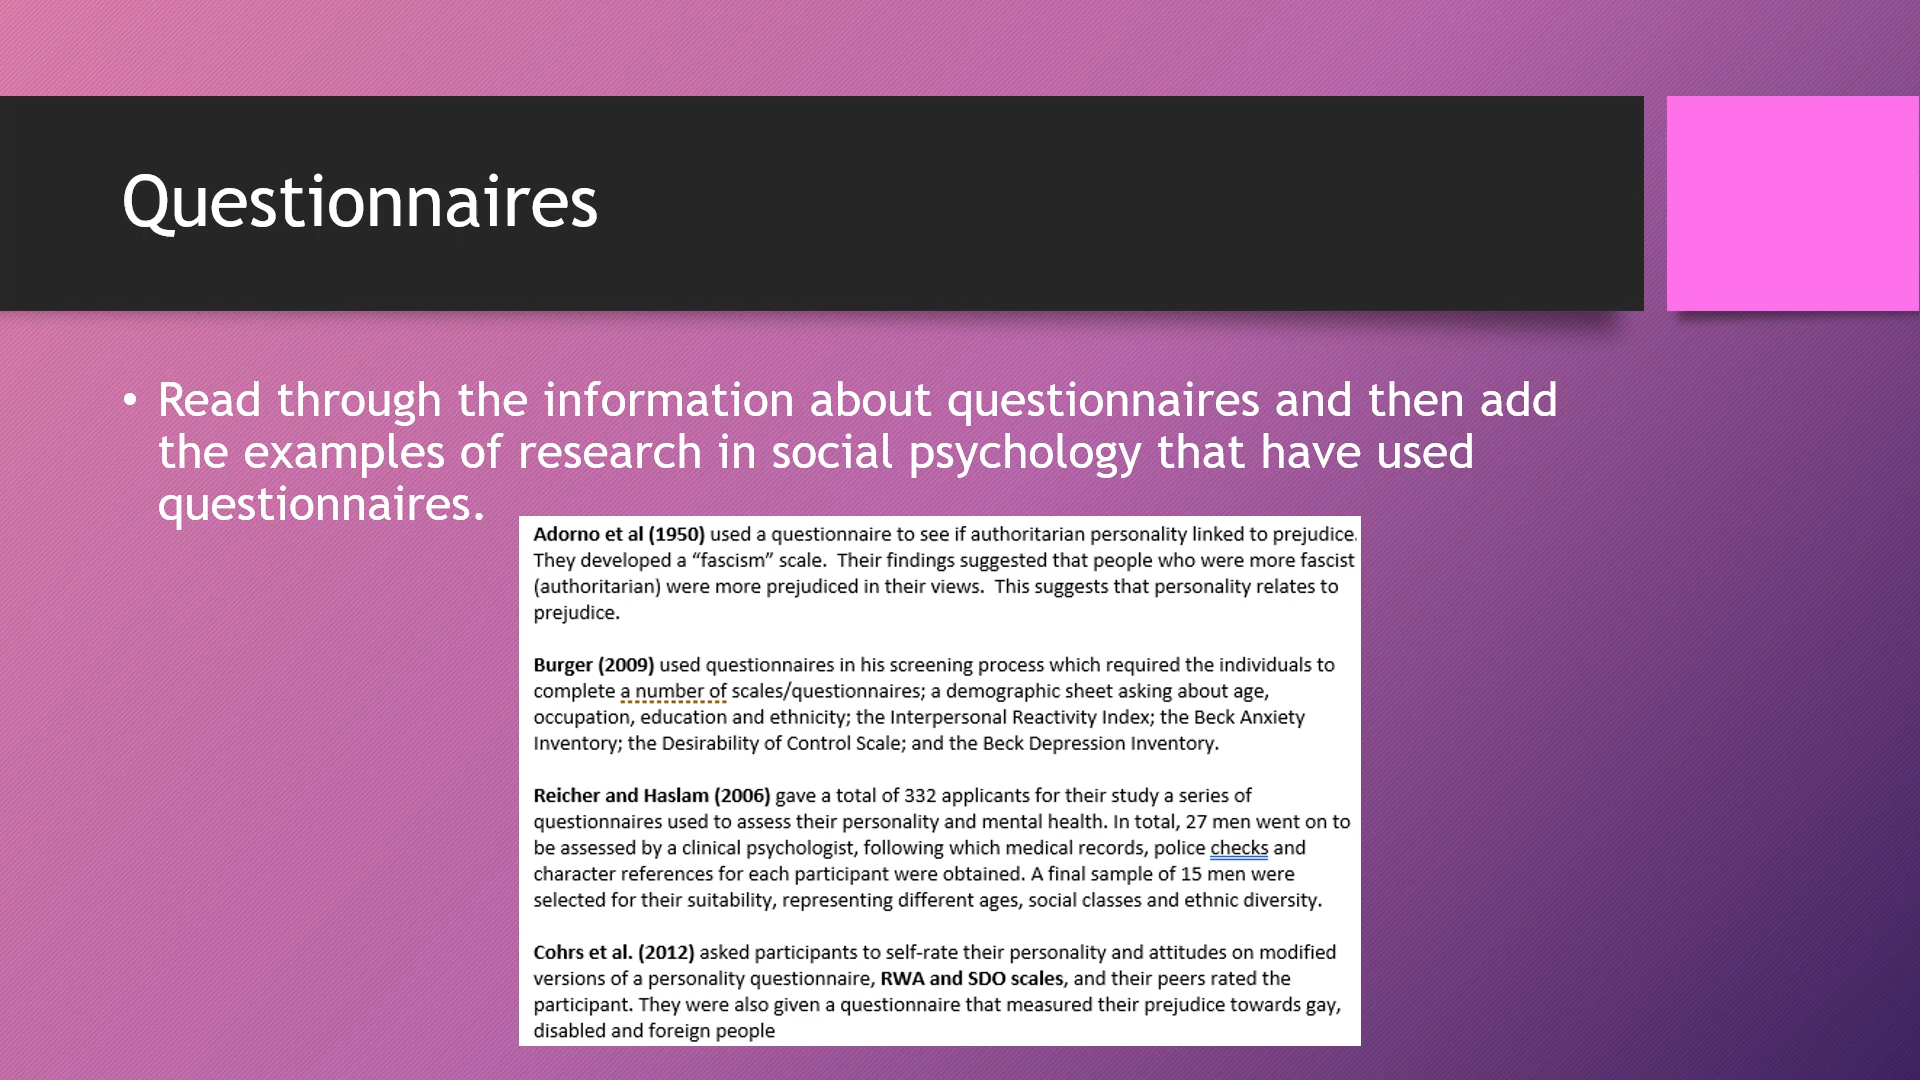 Questionnaires
• Read through the information about questionnaires and then add
the examples of research in social psychology that have used
questionnaires.
Adorno et al (1950) used a questionnaire to see if authoritarian personality linked to prejudice.
They developed a “fascism” scale.  Their findings suggested that people who were more fascist
(authoritarian) were more prejudiced in their views.  This suggests that personality relates to
prejudice.
Burger (2009) used questionnaires in his screening process which required the individuals to
complete a number of scales/questionnaires; a demographic sheet asking about age,
occupation, education and ethnicity; the Interpersonal Reactivity Index; the Beck Anxiety
Inventory; the Desirability of Control Scale; and the Beck Depression Inventory.
Reicher and Haslam (2006) gave a total of 332 applicants for their study a series of
questionnaires used to assess their personality and mental health. In total, 27 men went on to
be assessed by a clinical psychologist, following which medical records, police checks and
character references for each participant were obtained. A final sample of 15 men were
selected for their suitability, representing different ages, social classes and ethnic diversity.
Cohrs et al. (2012) asked participants to self-rate their personality and attitudes on modified
versions of a personality questionnaire, RWA and SDO scales, and their peers rated the
participant. They were also given a questionnaire that measured their prejudice towards gay,
disabled and foreign people